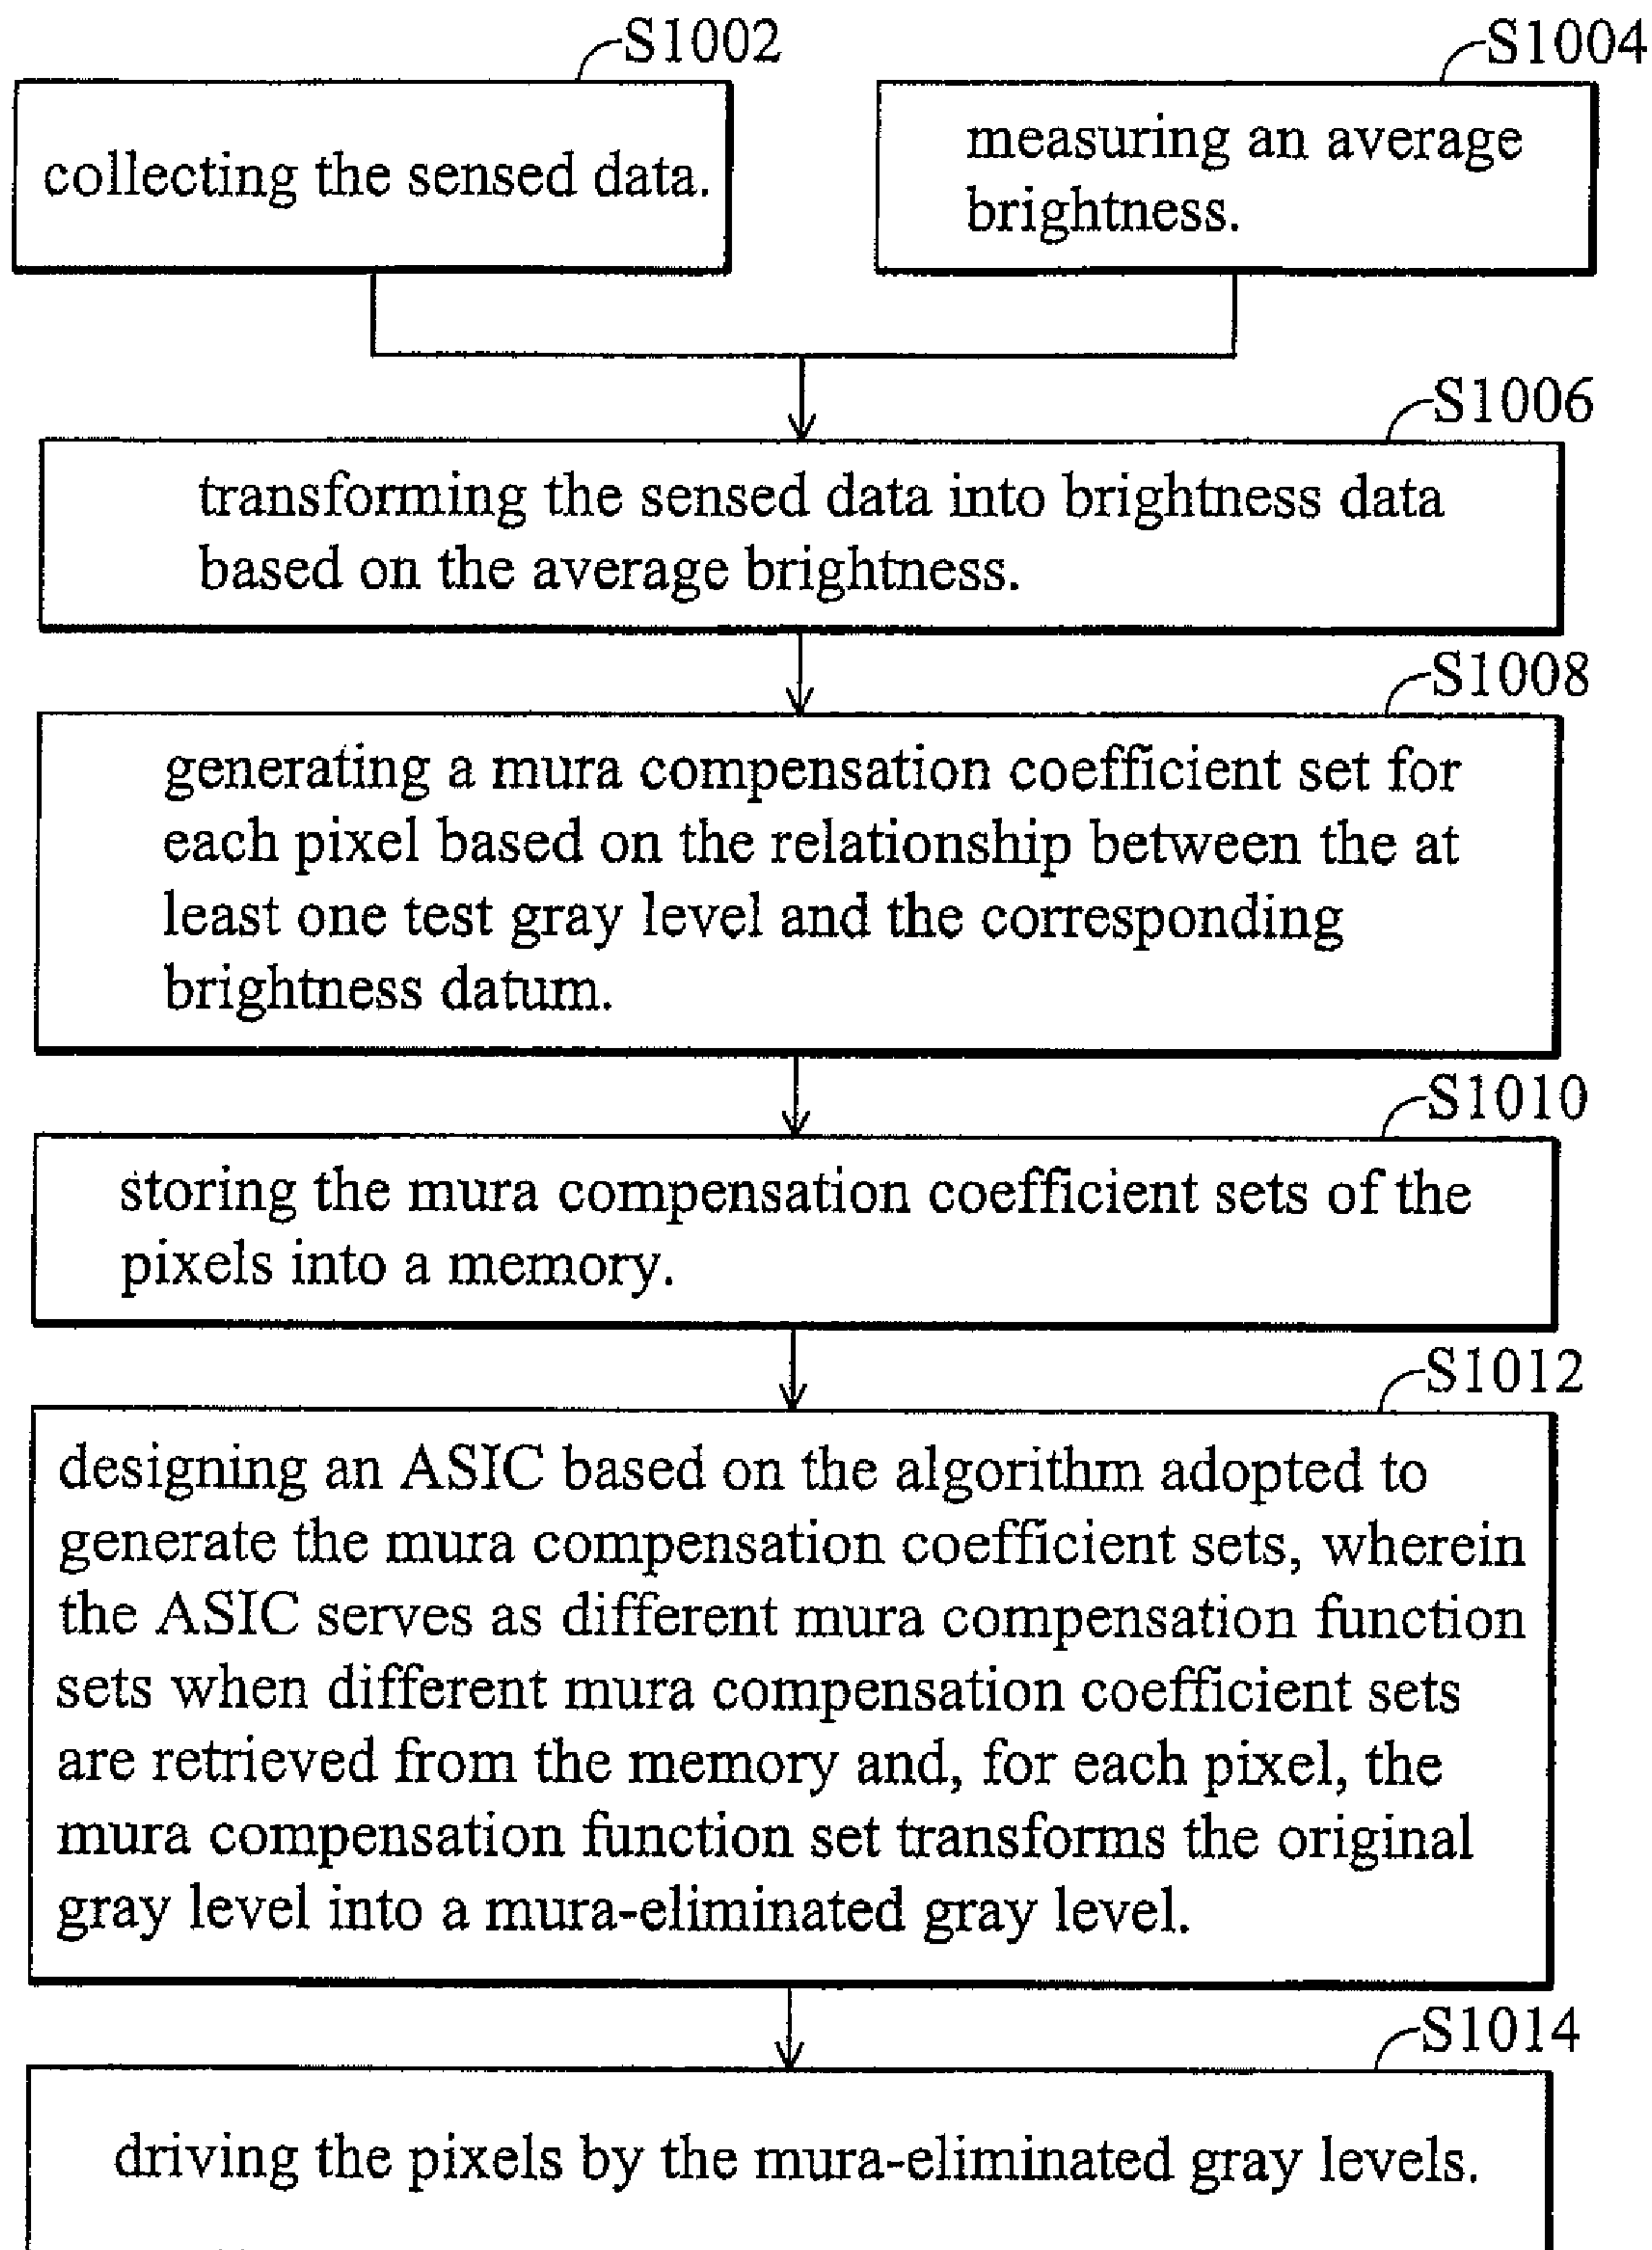 S1002
collecting the sensed data.
S1004
measuring an average
brightness.
S1006
transforming the sensed data into brightness data
based on the average brightness.
S1008
generating a mura compensation coefficient set for
each pixel based on the relationship between the at
least one test gray level and the corresponding
brightness datum.
S1010
storing the mura compensation coefficient sets of the
pixels into a memory.
S1012
designing an ASIC based on the algorithm adopted to
generate the mura compensation coefficient sets, wherein
the ASIC serves as different mura compensation function
sets when different mura compensation coefficient sets
are retrieved from the memory and, for each pixel, the
mura compensation function set transforms the original
gray level into a mura-eliminated gray level.
S1014
driving the pixels by the mura-eliminated gray levels.